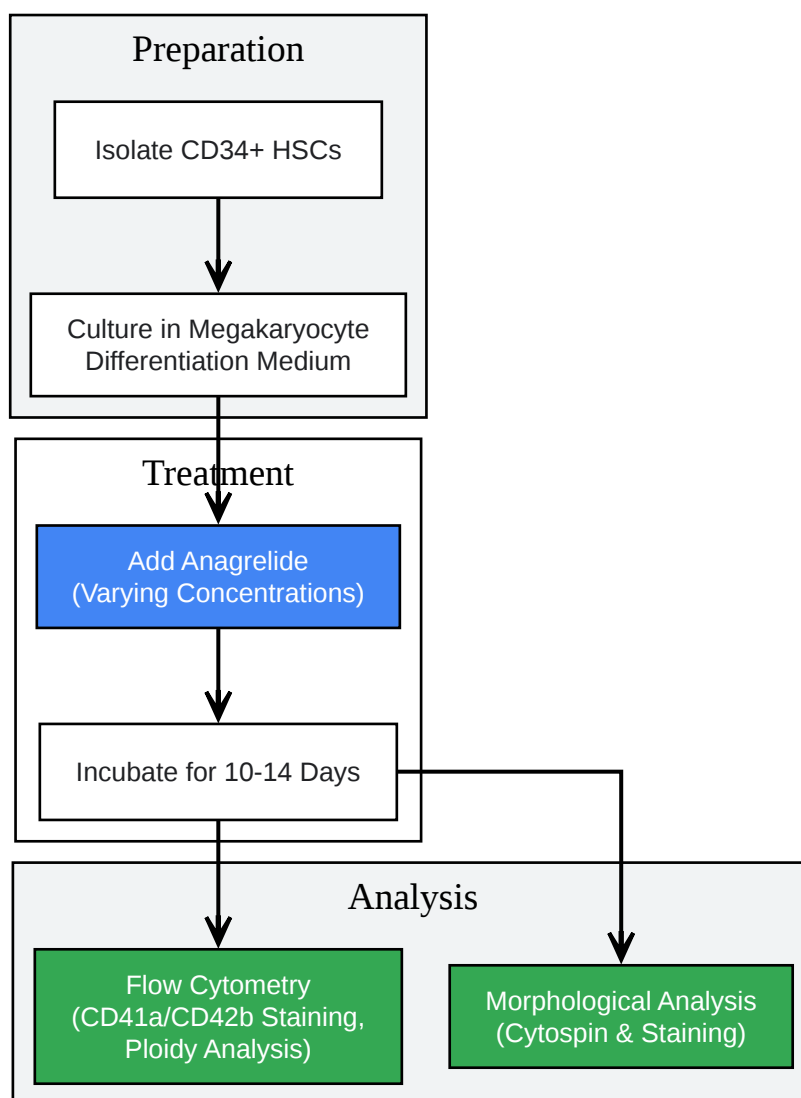 Preparation
Isolate CD34+ HSCs
Culture in Megakaryocyte
Differentiation Medium
Treatment
Add Anagrelide
(Varying Concentrations)
Incubate for 10-14 Days
Analysis
Flow Cytometry
(CD41a/CD42b Staining,
Ploidy Analysis)
Morphological Analysis
(Cytospin & Staining)